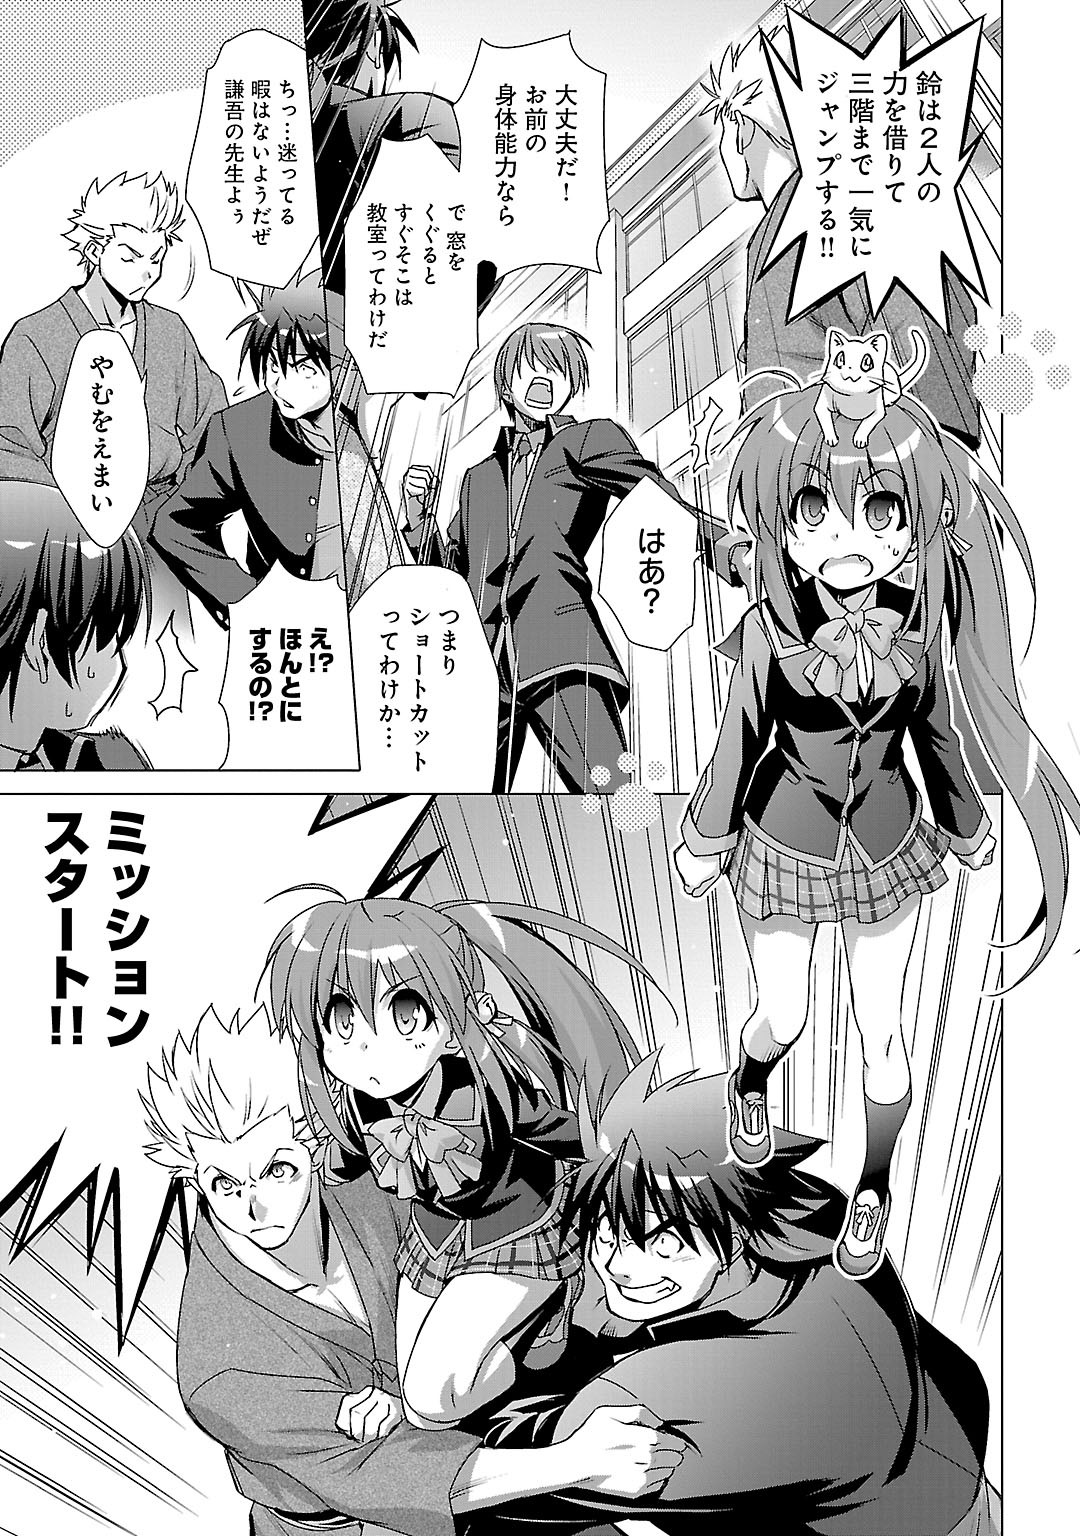 鈴は２人の
力を借りて
三階まで一気に
ジャンプする!!
はあ？
大丈夫だ！
お前の
身体能力なら
で 窓を
くぐると
すぐそこは
教室ってわけだ
つまり
ショートカット
ってわけか…
ちっ…迷ってる
暇はないようだぜ
謙吾の先生よぅ
やむをえまい
え!?
ほんとに
するの!?
ミッション
スタート!!